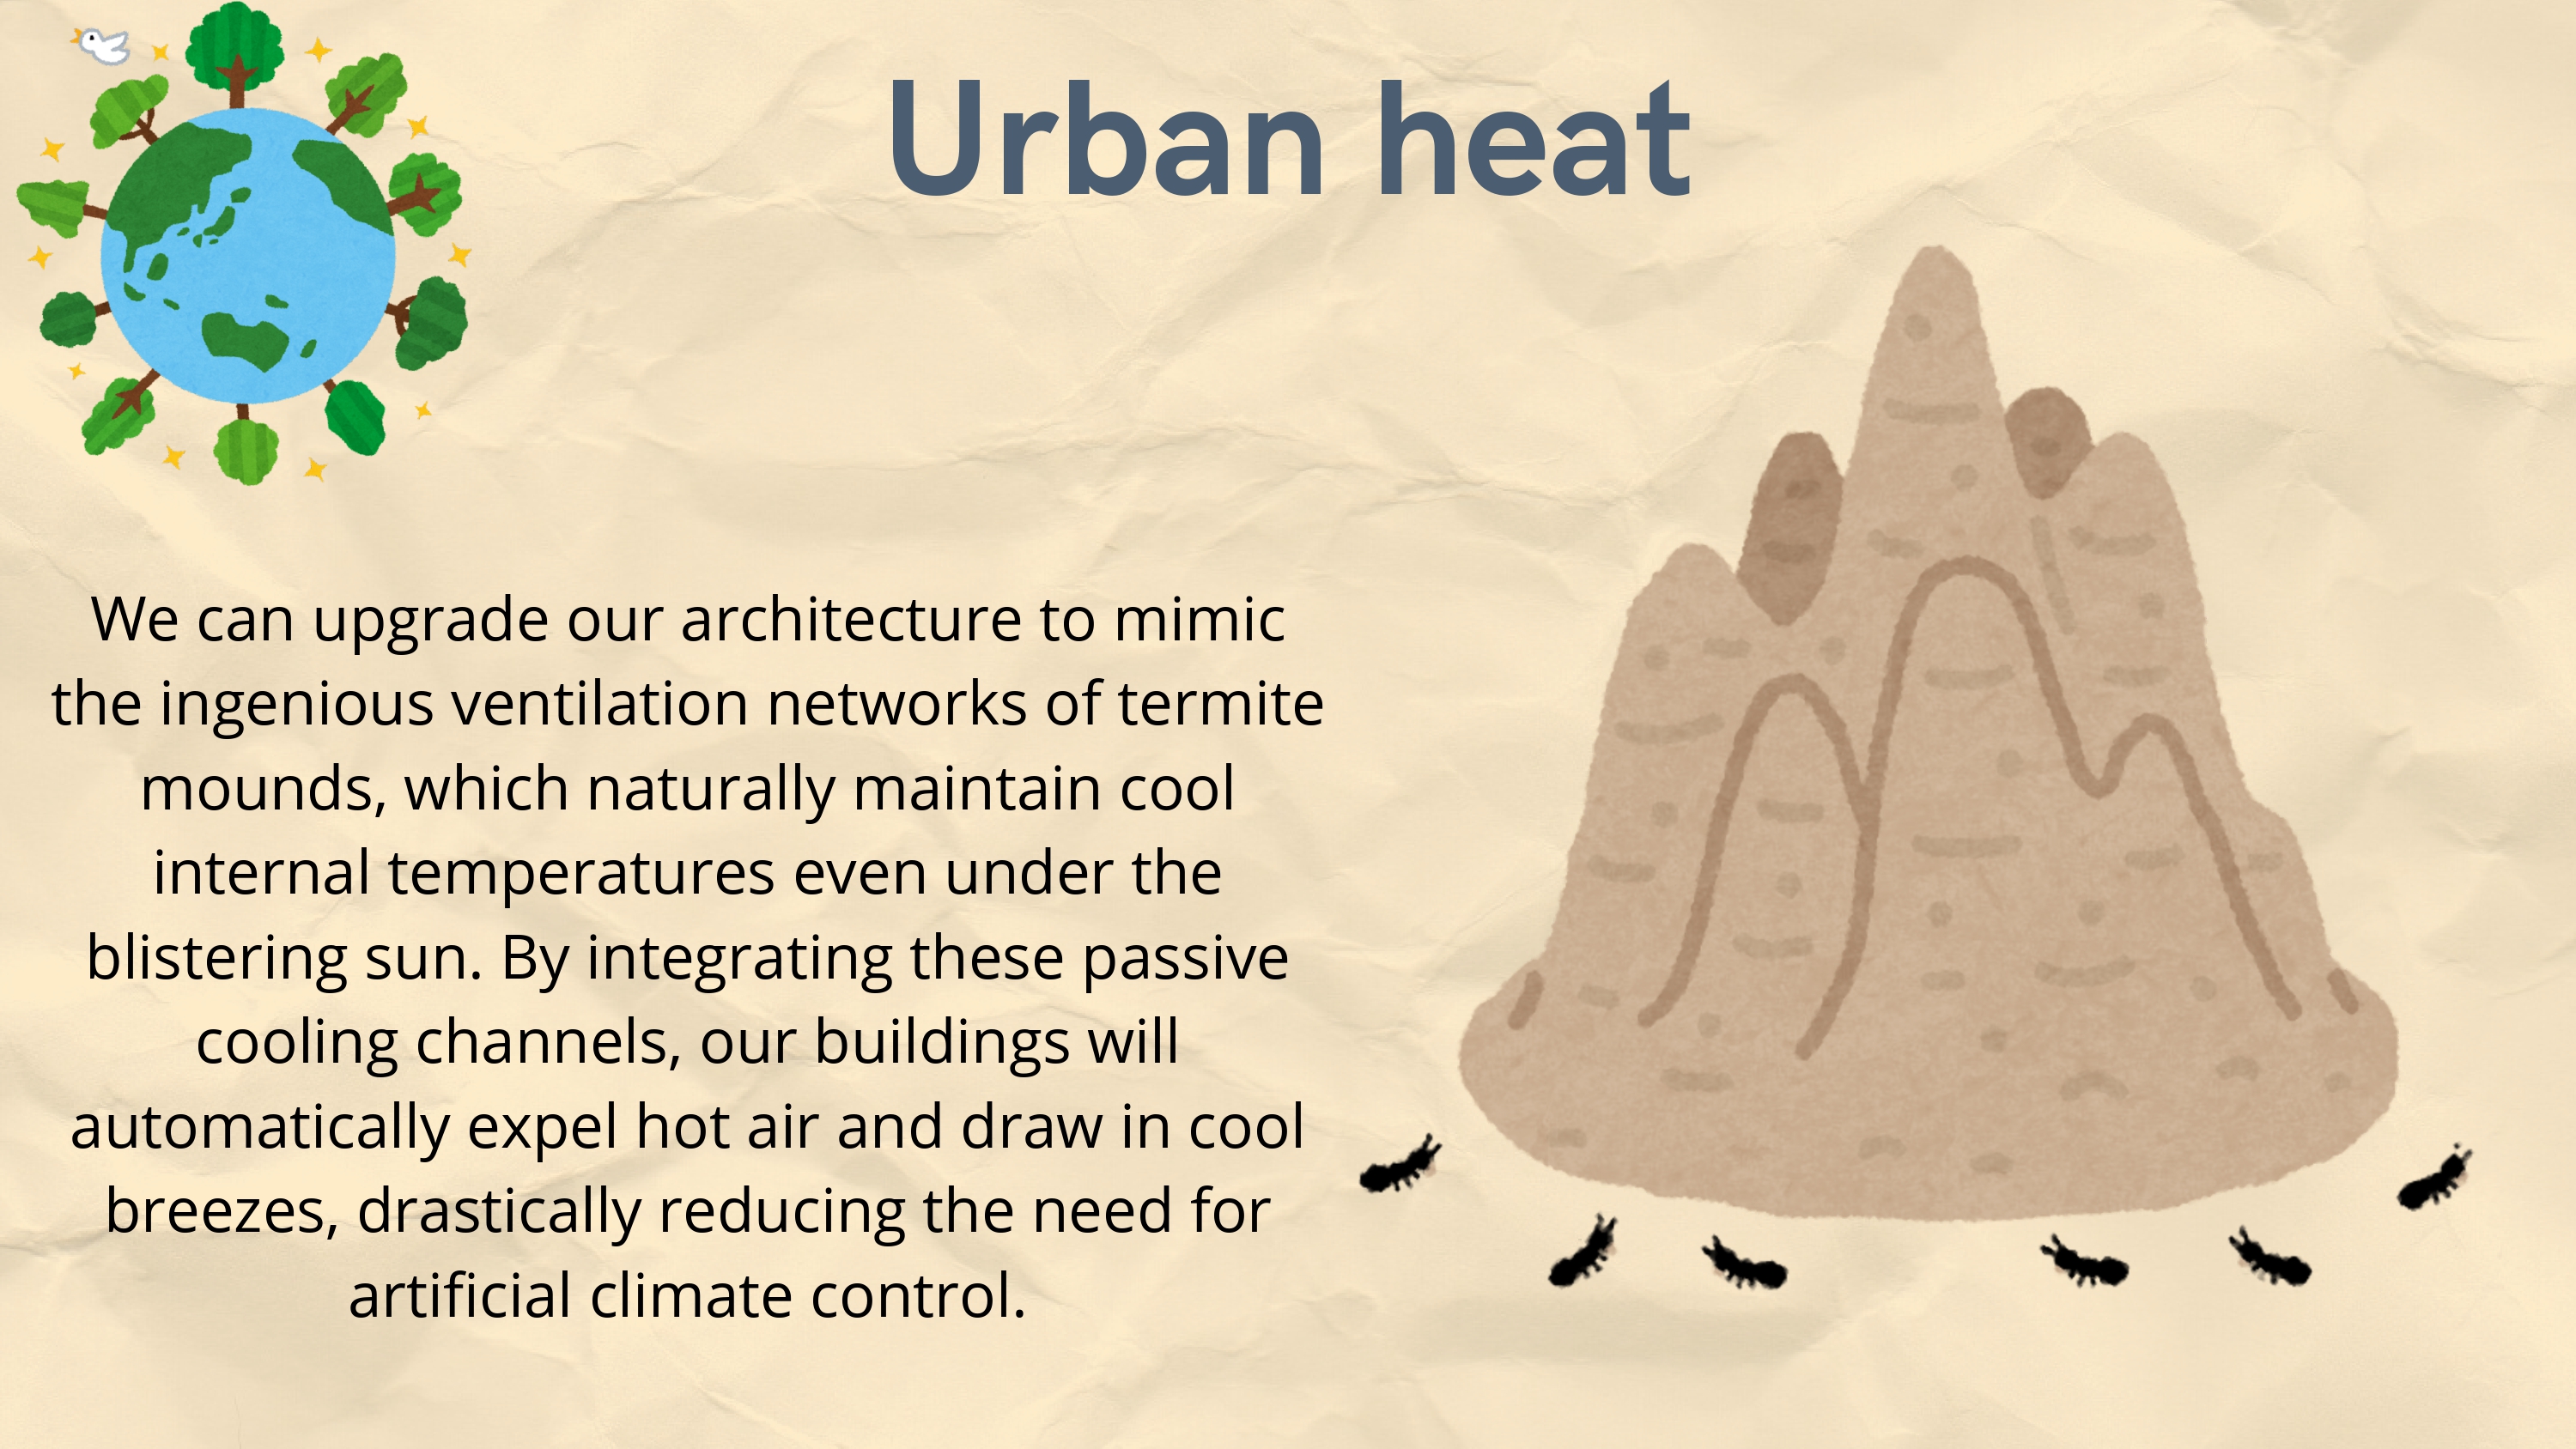 Urban heat
We can upgrade our architecture to mimic
the ingenious ventilation networks of termite
mounds, which naturally maintain cool
internal temperatures even under the
blistering sun. By integrating these passive
cooling channels, our buildings will
automatically expel hot air and draw in cool
breezes, drastically reducing the need for
artificial climate control.